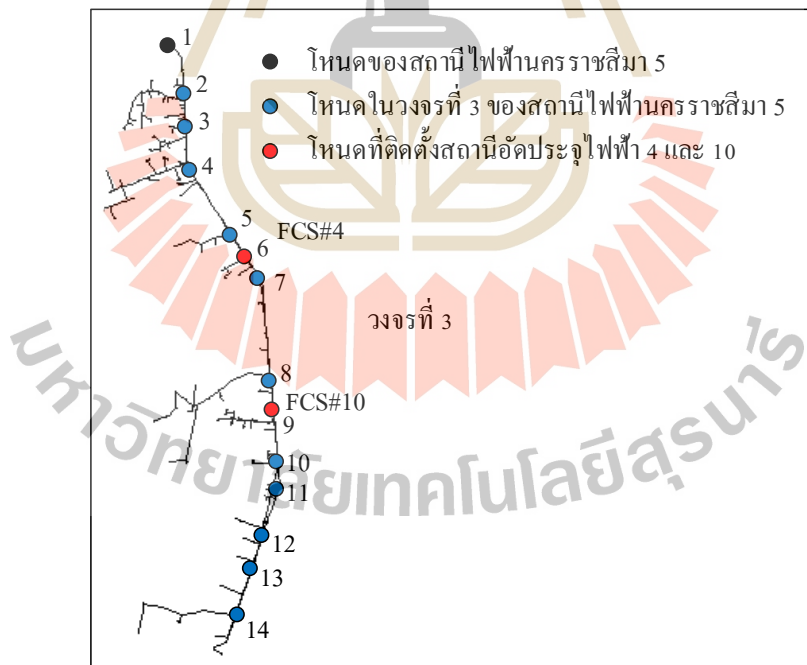 1
โหนดของสถานีไฟฟ้านครราชสีมา 5
2
โหนดในวงจรที่ 3 ของสถานีไฟฟ้านครราชสีมา 5
3
โหนดที่ติดตั้งสถานีอัดประจุไฟฟ้า 4 และ 10
4
5
FCS#4
6
7
วงจรที่ 3
8
FCS#10
9
10
11
12
13
14
มหาวิทยาลัยเทคโนโลยีสุรนารี